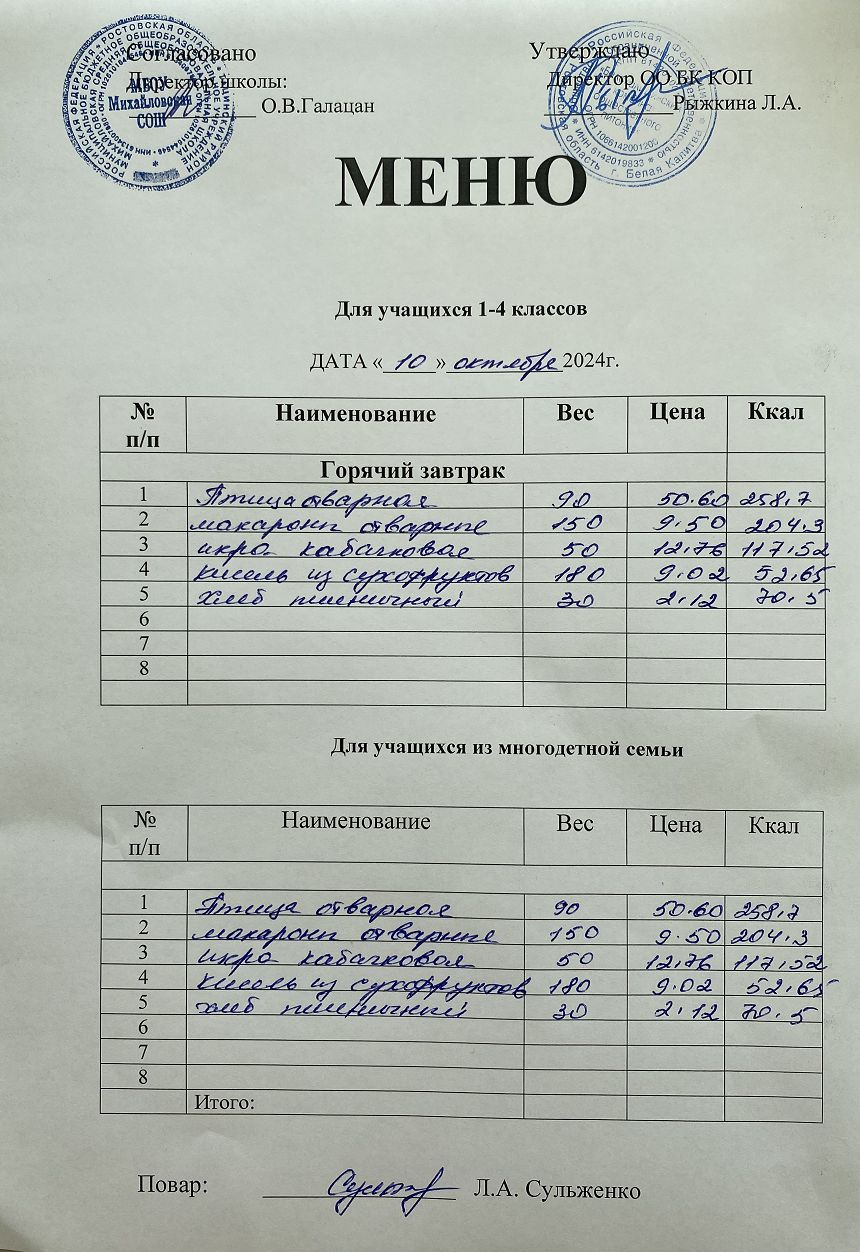 Согласовано Утверждаю
Директор школы: Директор ОО БК КОП
О.В.Галацан Рыжкина Л.А.
МБОУ
Михайловская
СОШ
МЕНЮ
Для учащихся 1-4 классов
ДАТА «10» октября 2024г.
№ п/п Наименование Вес Цена Ккал
Горячий завтрак
1 Птица отварная 90 50.60 258,7
2 макароны отварные 150 9.50 204,3
3 икра кабачковая 50 12,76 117,52
4 кисель из сухофруктов 180 9.02 52,65
5 хлеб пшеничный 30 2.12 70.5
6
7
8
Для учащихся из многодетной семьи
№ п/п Наименование Вес Цена Ккал
1 Птица отварная 90 50.60 258,7
2 макароны отварные 150 9.50 204,3
3 икра кабачковая 50 12,76 117,52
4 кисель из сухофруктов 180 9.02 52,65
5 хлеб пшеничный 30 2.12 70.5
6
7
8
Итого:
Повар: Л.А. Сульженко